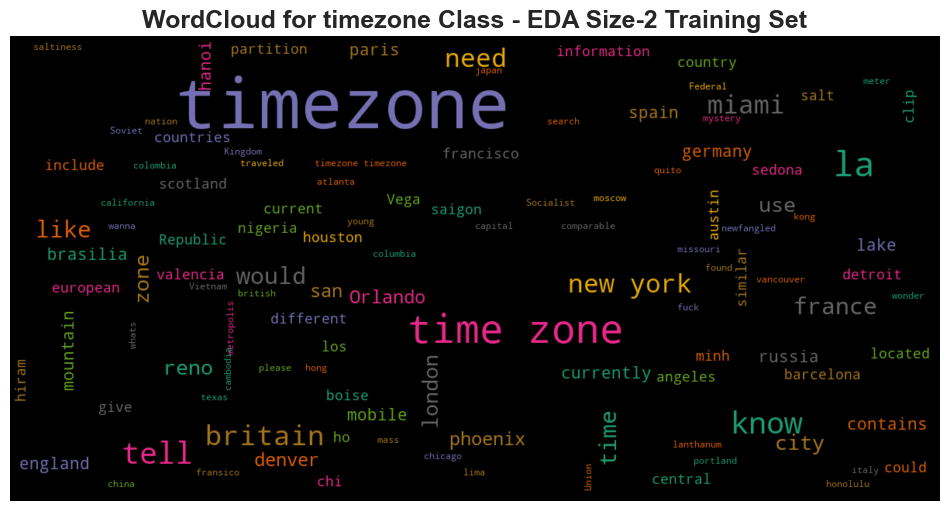 WordCloud for timezone Class - EDA Size-2 Training Set
saltiness
hanoi
partition
paris
need
japan
information
country
meter
timezone
Federal
miami
mystery
salt
clip
spain
search
nation
Soviet
countries
Kingdom
include
colombia
traveled
timezone timezone
atlanta
francisco
germany
quito
sedona
la
scotland
california
wanna
current
young
Vega
saigon
Socialist
moscow
austin
use
kong
newfangled
like
nigeria
houston
capital
comparable
lake
brasilia
Republic
columbia
missouri
european
zone
valencia
Vietnam
would
british
san
Orlando
new york
found
similar
vancouver
detroit
wonder
fuck
france
mountain
whats
metropolis
different
time zone
los
reno
cambodia
please
hong
london
currently
angeles
minh
russia
located
barcelona
hiram
give
texas
boise
mobile
britain
ho
mass
phoenix
time
know
contains
city
lanthanum
england
tell
denver
chicago
portland
could
italy
china
fransico
chi
lima
Union
central
honolulu